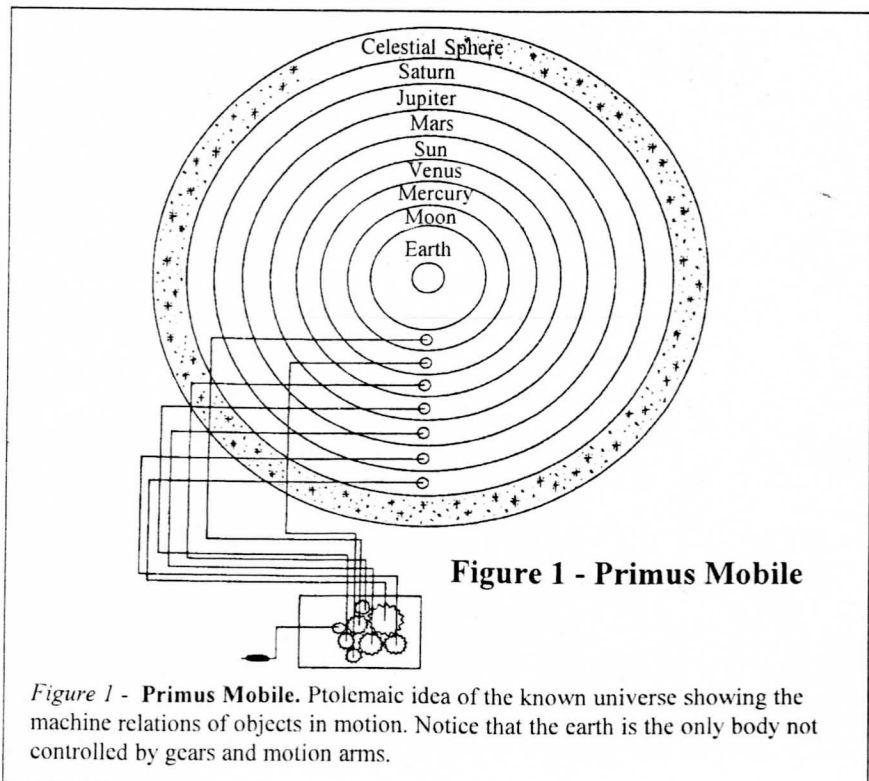 Celestial Sphere
Saturn
Jupiter
Mars
Sun
Venus
Mercury
Moon
Earth
Figure 1 - Primus Mobile
Figure 1 - Primus Mobile. Ptolemaic idea of the known universe showing the
machine relations of objects in motion. Notice that the earth is the only body not
controlled by gears and motion arms.